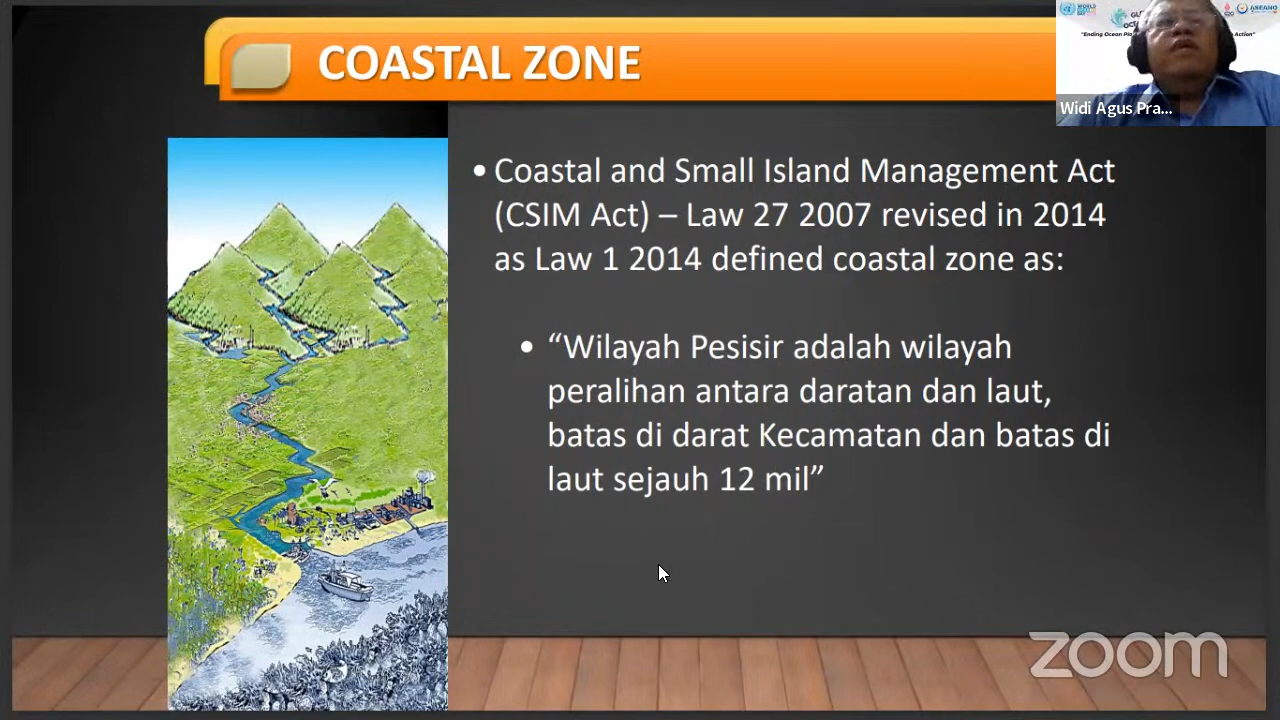 COASTAL ZONE
• Coastal and Small Island Management Act
(CSIM Act) – Law 27 2007 revised in 2014
as Law 1 2014 defined coastal zone as:
• “Wilayah Pesisir adalah wilayah
peralihan antara daratan dan laut,
batas di darat Kecamatan dan batas di
laut sejauh 12 mil”
Widi Agus Pra...
zoom